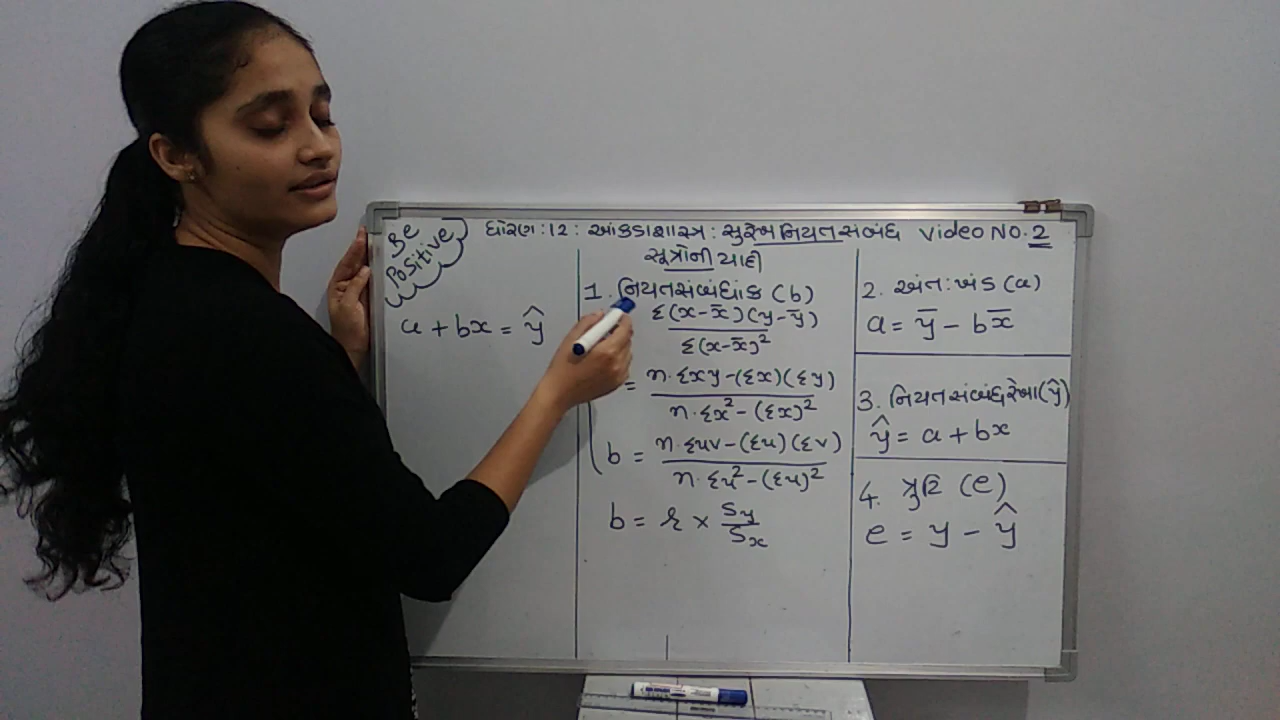 Be
Positive
ધોરણ : 12 : આંકડાશાસ્ત્ર : સુરેખ નિયતસંબંધ Video No. 2
સૂત્રોની યાદી
a + bx = ŷ
1. નિયતસંબંધાંક (b)
Σ(x - x̄)(y - ȳ)
Σ(x - x̄)²
= n·Σxy - (Σx)(Σy)
n·Σx² - (Σx)²
b = n·Σuv - (Σu)(Σv)
n·Σu² - (Σu)²
b = r × Sy
Sx
2. અંત:ખંડ (a)
a = ȳ - bx̄
3. નિયતસંબંધરેખા (ŷ)
ŷ = a + bx
4. ત્રુટિ (e)
e = y - ŷ